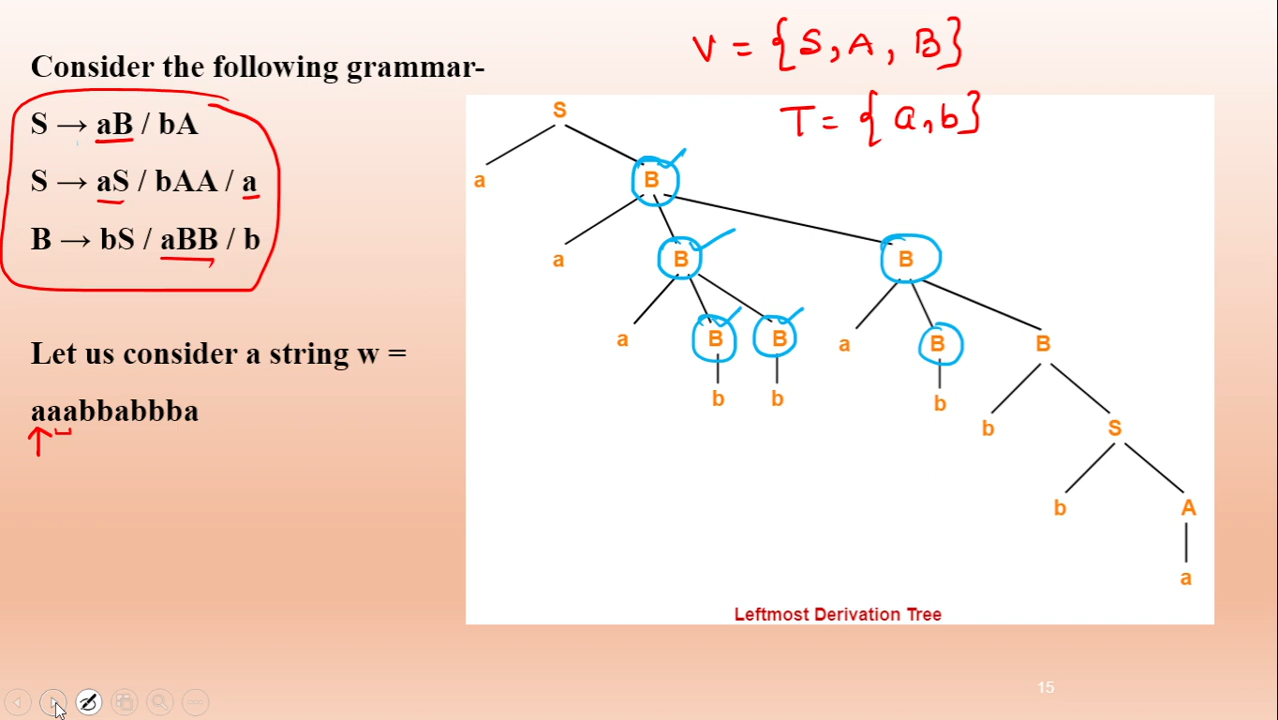 Consider the following grammar-
S → aB / bA
S → aS / bAA / a
B → bS / aBB / b
Let us consider a string w =
aaabbabbba
V = {S, A, B}
T = {a, b}
S
a B
a B B
a B B a B B
b b b b S
b A
a
Leftmost Derivation Tree
15